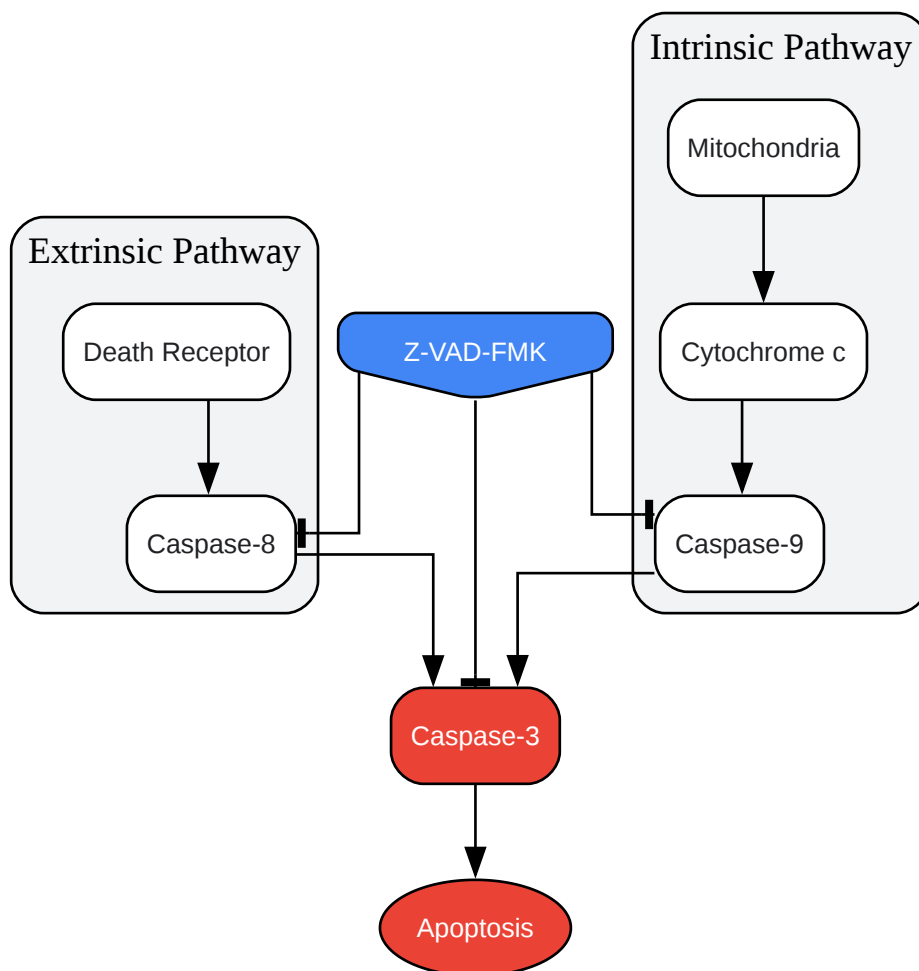 Intrinsic Pathway
Mitochondria
Extrinsic Pathway
Death Receptor
Z-VAD-FMK
Cytochrome c
Caspase-8
Caspase-9
Caspase-3
Apoptosis